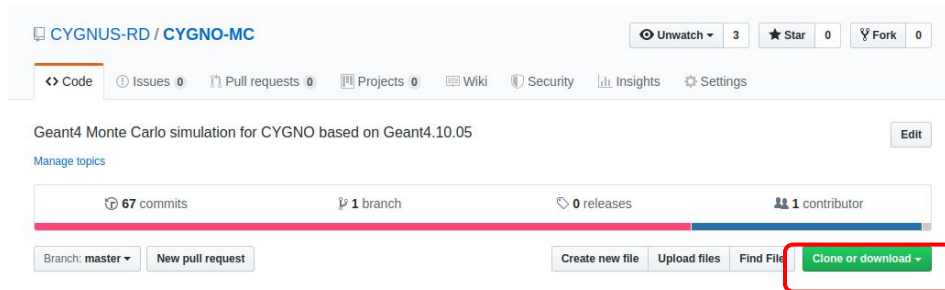 CYGNUS-RD / CYGNO-MC Unwatch 3 Star 0 Fork 0
Code Issues 0 Pull requests 0 Projects 0 Wiki Security Insights Settings
Geant4 Monte Carlo simulation for CYGNO based on Geant4.10.05 Edit
Manage topics
67 commits 1 branch 0 releases 1 contributor
Branch: master New pull request Create new file Upload files Find File Clone or download